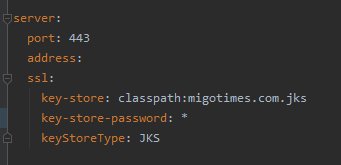 server:
  port: 443
  address:
  ssl:
    key-store: classpath:migotimes.com.jks
    key-store-password: *
    keyStoreType: JKS